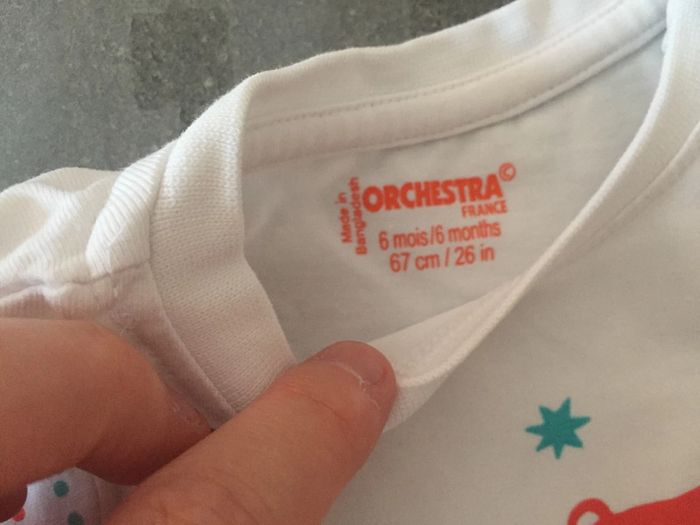 Made in
Bangladesh
ORCHESTRA©
FRANCE
6 mois/6 months
67 cm / 26 in